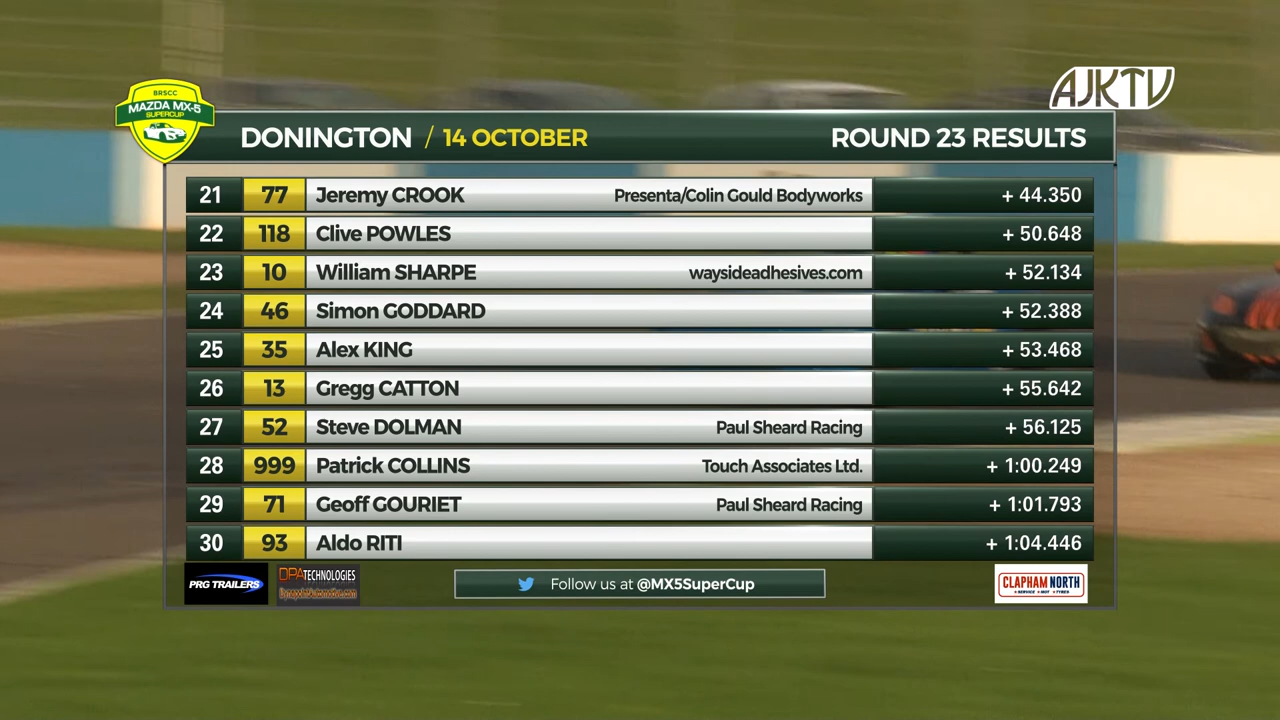 AJKTV
BRSCC
MAZDA MX-5
SUPERCUP
DONINGTON / 14 OCTOBER ROUND 23 RESULTS
21 77 Jeremy CROOK Presenta/Colin Gould Bodyworks + 44.350
22 118 Clive POWLES + 50.648
23 10 William SHARPE waysideadhesives.com + 52.134
24 46 Simon GODDARD + 52.388
25 35 Alex KING + 53.468
26 13 Gregg CATTON + 55.642
27 52 Steve DOLMAN Paul Sheard Racing + 56.125
28 999 Patrick COLLINS Touch Associates Ltd. + 1:00.249
29 71 Geoff GOURIET Paul Sheard Racing + 1:01.793
30 93 Aldo RITI + 1:04.446
PRG TRAILERS
DPA TECHNOLOGIES
Follow us at @MX5SuperCup
CLAPHAM NORTH
• SERVICE • MOT • TYRES